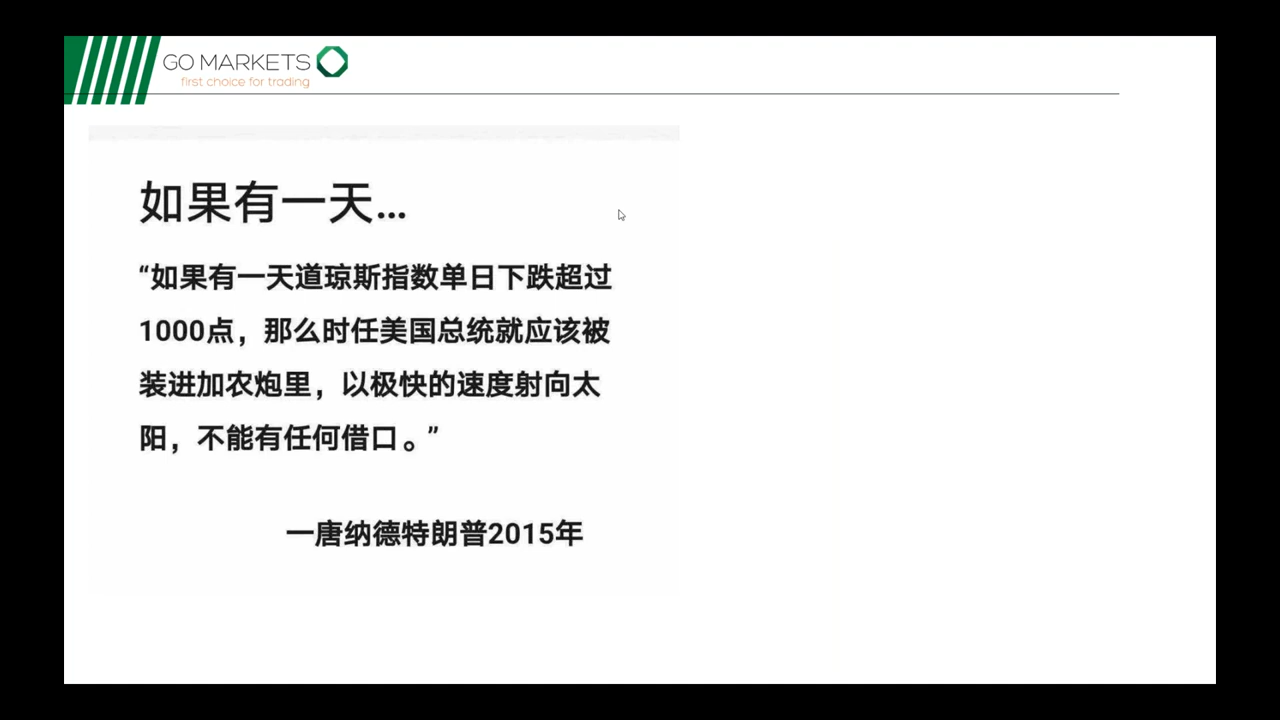 GO MARKETS
first choice for trading
如果有一天...
“如果有一天道琼斯指数单日下跌超过
1000点，那么时任美国总统就应该被
装进加农炮里，以极快的速度射向太
阳，不能有任何借口。”
一唐纳德特朗普2015年